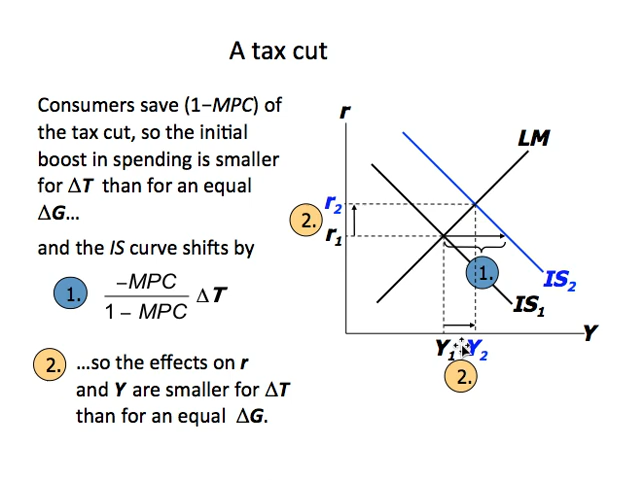 A tax cut
Consumers save (1−MPC) of
the tax cut, so the initial
boost in spending is smaller
for ΔT than for an equal
ΔG…
and the IS curve shifts by
1.
−MPC
1 − MPC
ΔT
2.
…so the effects on r
and Y are smaller for ΔT
than for an equal ΔG.
r
LM
2.
r2
r1
1.
IS2
IS1
Y
Y1
Y2
2.